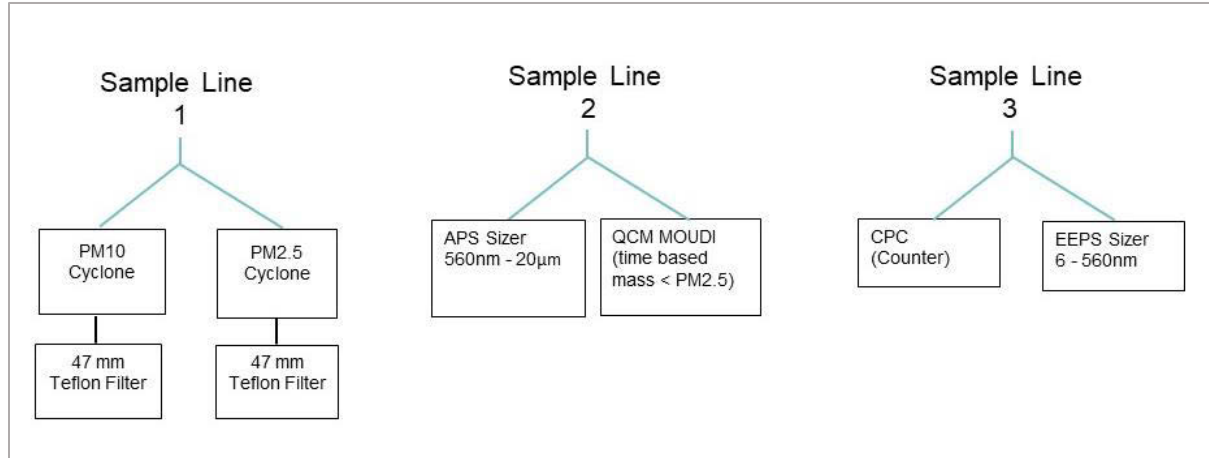 Sample Line
1
PM10
Cyclone
47 mm
Teflon Filter
PM2.5
Cyclone
47 mm
Teflon Filter
Sample Line
2
APS Sizer
560nm - 20µm
QCM MOUDI
(time based
mass < PM2.5)
Sample Line
3
CPC
(Counter)
EEPS Sizer
6 - 560nm